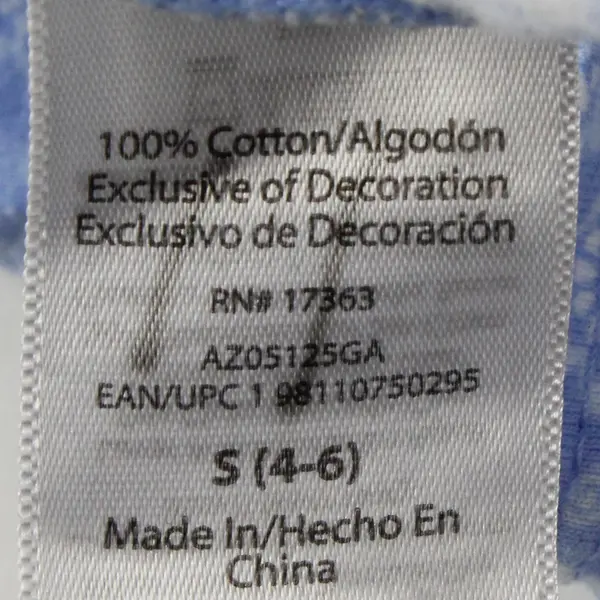 100% Cotton/Algodón
Exclusive of Decoration
Exclusivo de Decoración
RN# 17363
AZ05125GA
EAN/UPC 1 98110750295
S (4-6)
Made In/Hecho En
China